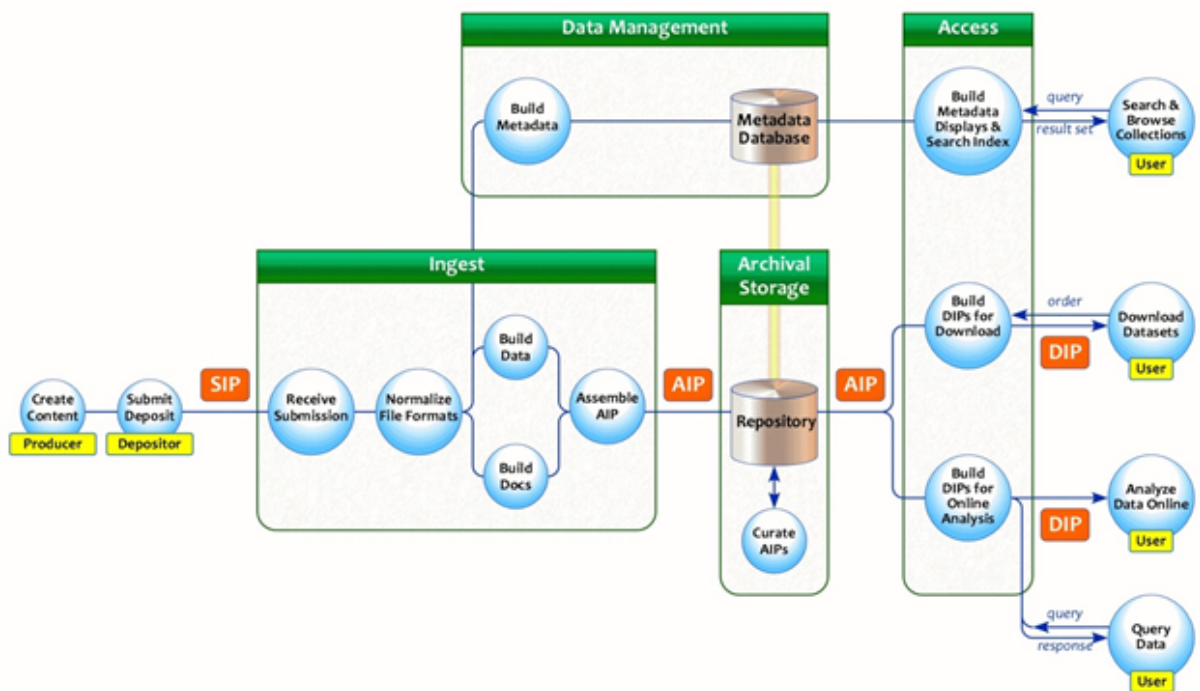 Data Management
Access
Build
Metadata
Metadata
Database
Build
Metadata
Displays &
Search Index
query
result set
Search &
Browse
Collections
User
Ingest
Archival
Storage
Build
Data
Build
DIPs for
Download
order
DIP
Download
Datasets
User
Create
Content
Producer
Submit
Deposit
Depositor
SIP
Receive
Submission
Normalize
File Formats
Assemble
AIP
AIP
Repository
AIP
Build
Docs
Curate
AIPs
Build
DIPs for
Online
Analysis
DIP
Analyze
Data Online
User
query
response
Query
Data
User